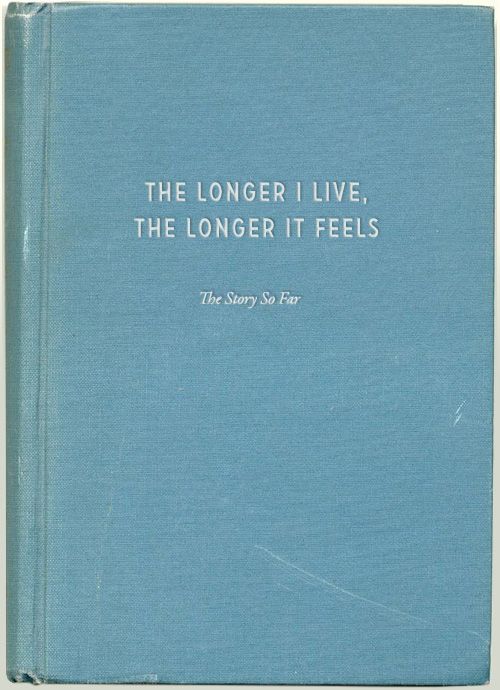 THE LONGER I LIVE,
THE LONGER IT FEELS
The Story So Far